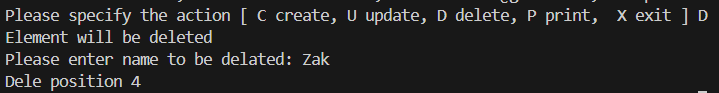 Please specify the action [ C create, U update, D delete, P print,  X exit ] D
Element will be deleted
Please enter name to be delated: Zak
Dele position 4